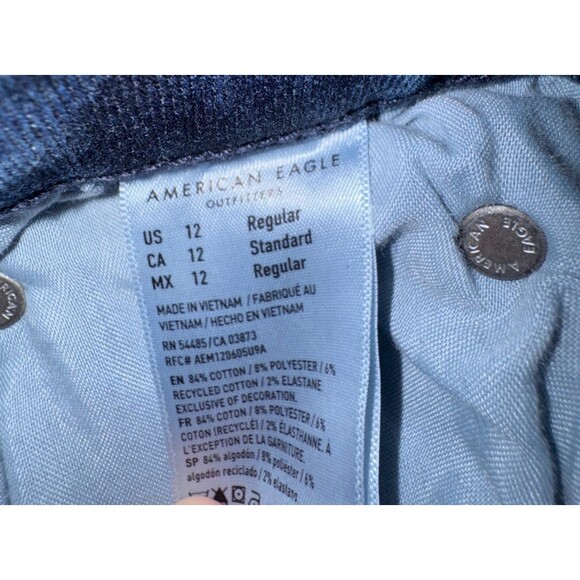 AMERICAN EAGLE
OUTFITTERS
US 12 Regular
CA 12 Standard
MX 12 Regular
MADE IN VIETNAM / FABRIQUÉ AU
VIETNAM / HECHO EN VIETNAM
RN 54485 / CA 03873
RFC# AEM120605U9A
EN 84% COTTON / 8% POLYESTER / 6%
RECYCLED COTTON / 2% ELASTANE
EXCLUSIVE OF DECORATION.
FR 84% COTON / 8% POLYESTER / 6%
COTON (RECYCLÉ) / 2% ÉLASTHANNE. À
L'EXCEPTION DE LA GARNITURE.
SP 84% algodón / 8% poliéster / 6%
algodón reciclado / 2% elastano.
AMERICAN EAGLE
RICAN